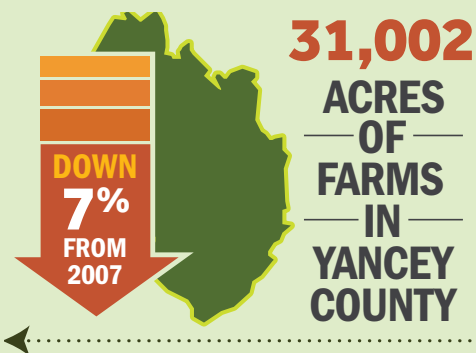 31,002
ACRES
OF
FARMS
IN
YANCEY
COUNTY
DOWN
7%
FROM
2007